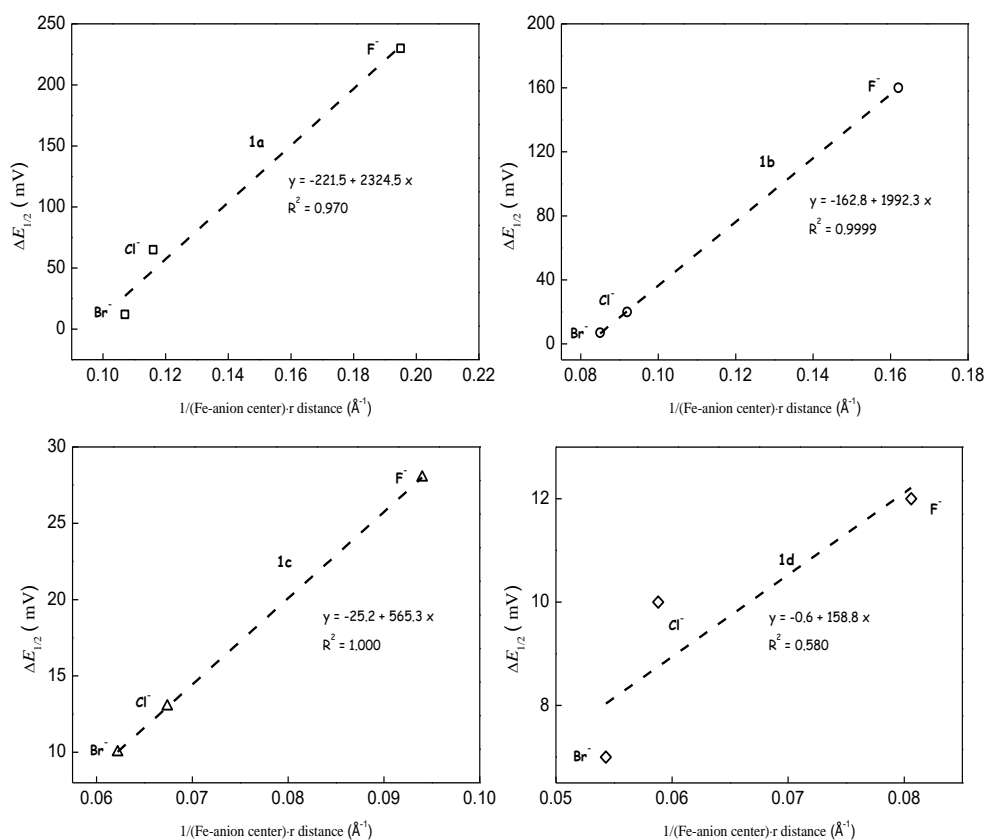 250
200
150
100
50
0
ΔE1/2 ( mV)
F-
1a
y = -221.5 + 2324.5 x
R2 = 0.970
Cl-
Br-
0.10 0.12 0.14 0.16 0.18 0.20 0.22
1/(Fe-anion center)·r distance (Å-1)
200
160
120
80
40
0
ΔE1/2 ( mV)
F-
1b
y = -162.8 + 1992.3 x
R2 = 0.9999
Cl-
Br-
0.08 0.10 0.12 0.14 0.16 0.18
1/(Fe-anion center)·r distance (Å-1)
30
25
20
15
10
ΔE1/2 ( mV)
F-
1c
y = -25.2 + 565.3 x
R2 = 1.000
Cl-
Br-
0.06 0.07 0.08 0.09 0.10
1/(Fe-anion center)·r distance (Å-1)
12
10
8
ΔE1/2 ( mV)
F-
1d
Cl-
y = -0.6 + 158.8 x
R2 = 0.580
Br-
0.05 0.06 0.07 0.08
1/(Fe-anion center)·r distance (Å-1)